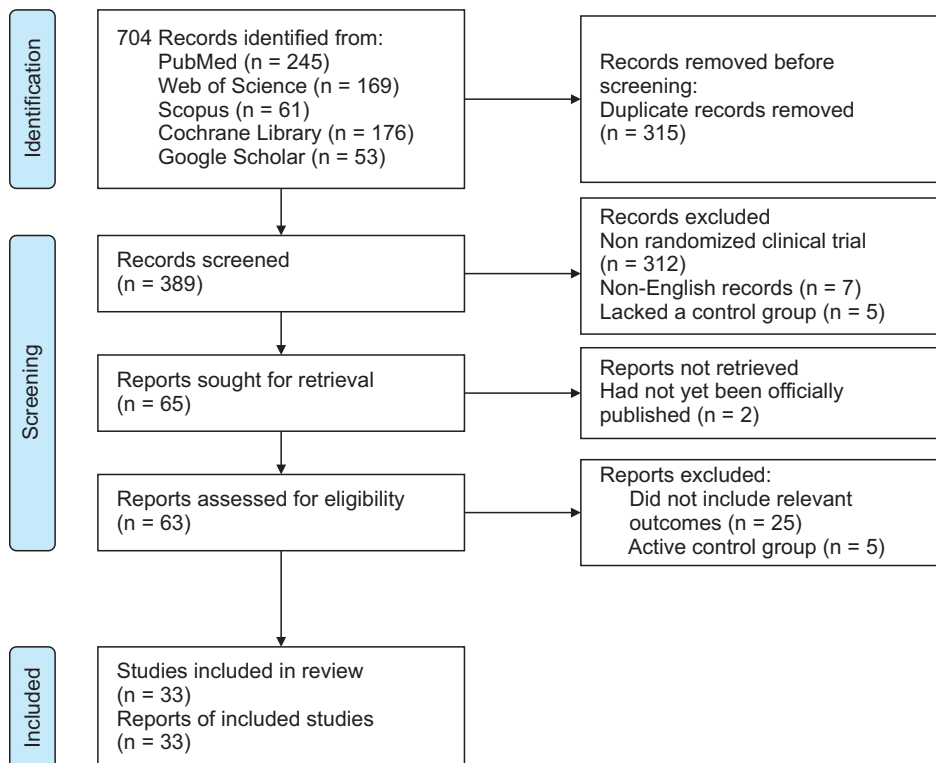 Identification
704 Records identified from:
PubMed (n = 245)
Web of Science (n = 169)
Scopus (n = 61)
Cochrane Library (n = 176)
Google Scholar (n = 53)
Records removed before
screening:
Duplicate records removed
(n = 315)
Screening
Records screened
(n = 389)
Records excluded
Non randomized clinical trial
(n = 312)
Non-English records (n = 7)
Lacked a control group (n = 5)
Reports sought for retrieval
(n = 65)
Reports not retrieved
Had not yet been officially
published (n = 2)
Reports assessed for eligibility
(n = 63)
Reports excluded:
Did not include relevant
outcomes (n = 25)
Active control group (n = 5)
Included
Studies included in review
(n = 33)
Reports of included studies
(n = 33)